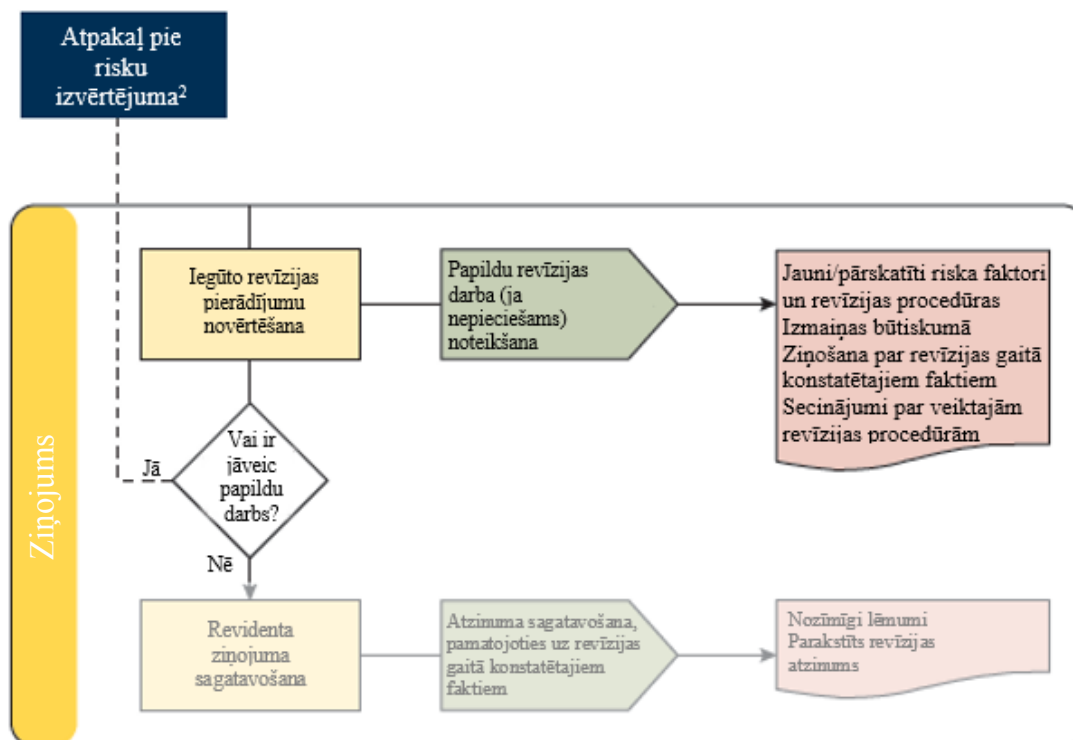 Atpakaļ pie
risku
izvērtējuma²
Ziņojums
Iegūto revīzijas
pierādījumu
novērtēšana
Papildu revīzijas
darba (ja
nepieciešams)
noteikšana
Jauni/pārskatīti riska faktori
un revīzijas procedūras
Izmaiņas būtiskumā
Ziņošana par revīzijas gaitā
konstatētajiem faktiem
Secinājumi par veiktajām
revīzijas procedūrām
Vai ir
jāveic
papildu
darbs?
Jā
Nē
Revidenta
ziņojuma
sagatavošana
Atzinuma sagatavošana,
pamatojoties uz revīzijas
gaitā konstatētajiem
faktiem
Nozīmīgi lēmumi
Parakstīts revīzijas
atzinums